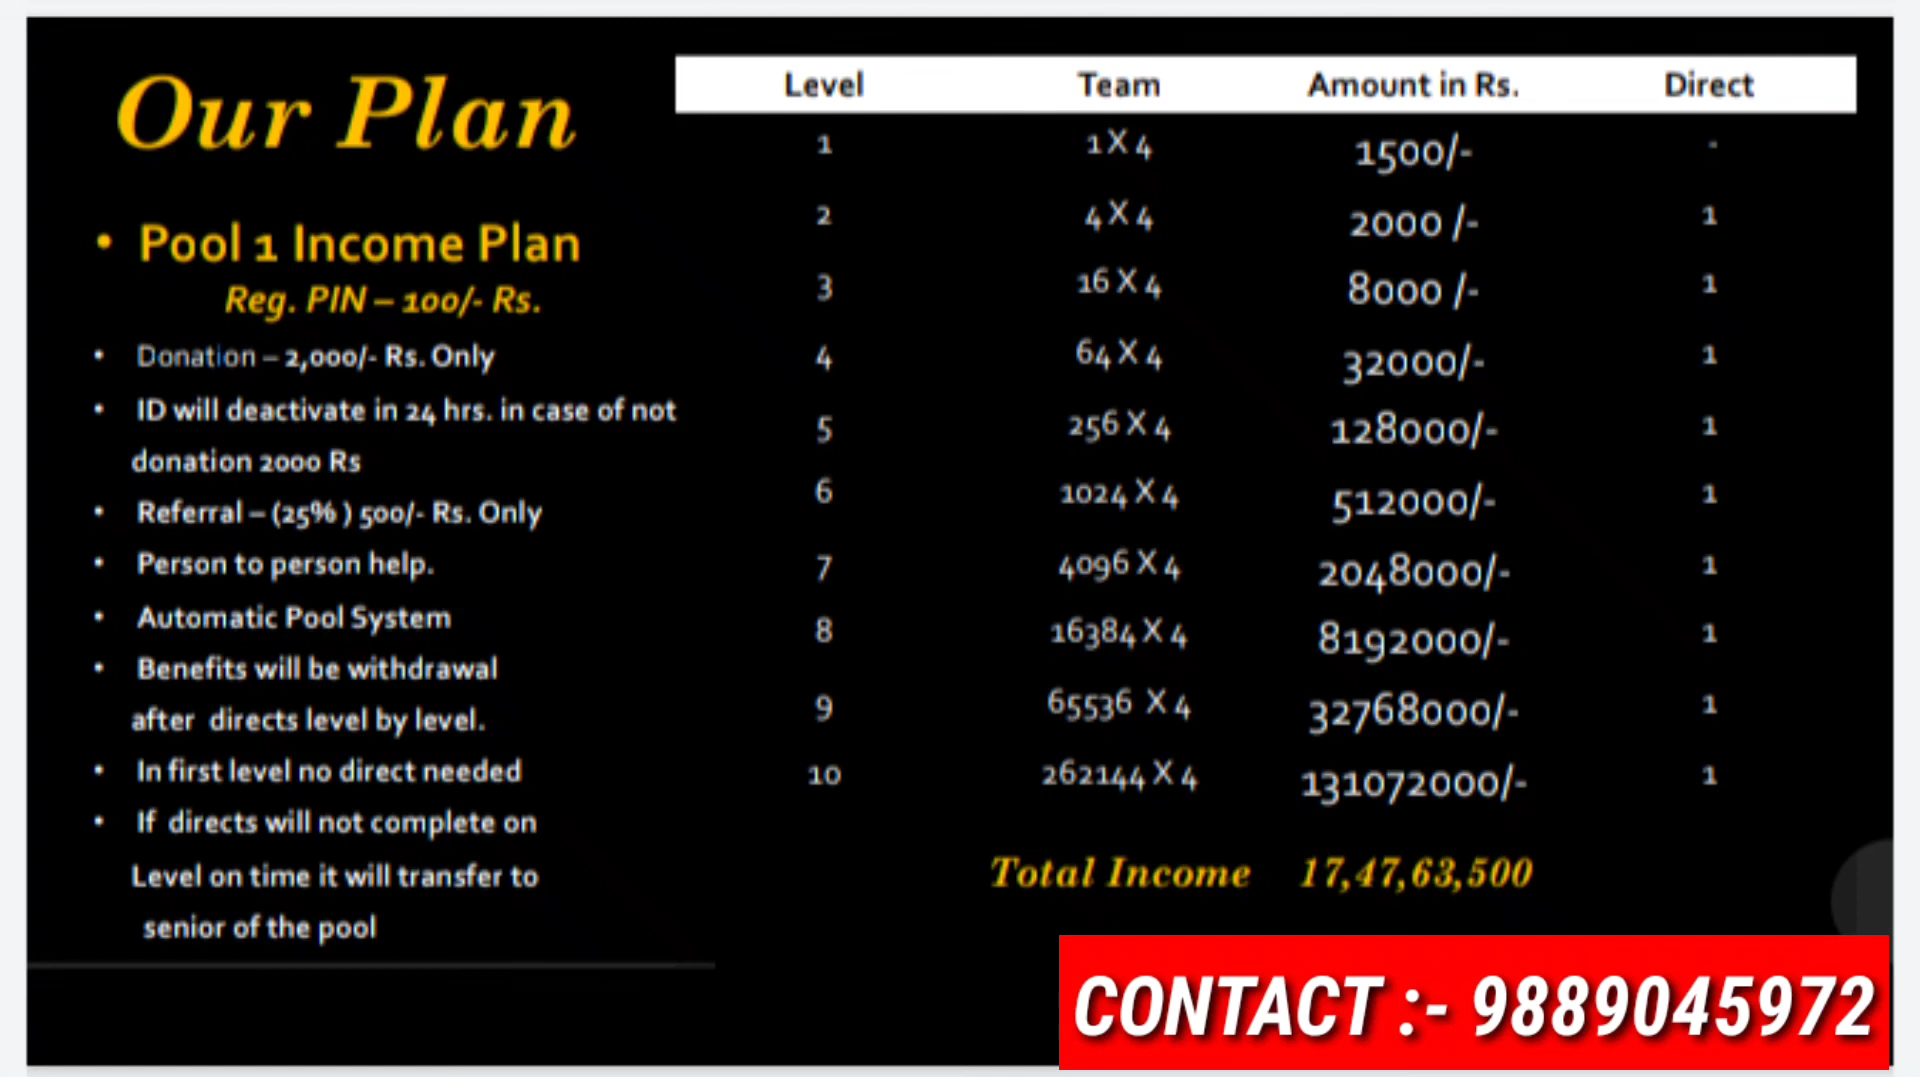 Our Plan
• Pool 1 Income Plan
Reg. PIN – 100/- Rs.
• Donation – 2,000/- Rs. Only
• ID will deactivate in 24 hrs. in case of not
donation 2000 Rs
• Referral – (25% ) 500/- Rs. Only
• Person to person help.
• Automatic Pool System
• Benefits will be withdrawal
after directs level by level.
• In first level no direct needed
• If directs will not complete on
Level on time it will transfer to
senior of the pool
Level Team Amount in Rs. Direct
1 1 X 4 1500/- -
2 4 X 4 2000 /- 1
3 16 X 4 8000 /- 1
4 64 X 4 32000/- 1
5 256 X 4 128000/- 1
6 1024 X 4 512000/- 1
7 4096 X 4 2048000/- 1
8 16384 X 4 8192000/- 1
9 65536 X 4 32768000/- 1
10 262144 X 4 131072000/- 1
Total Income 17,47,63,500
CONTACT :- 9889045972